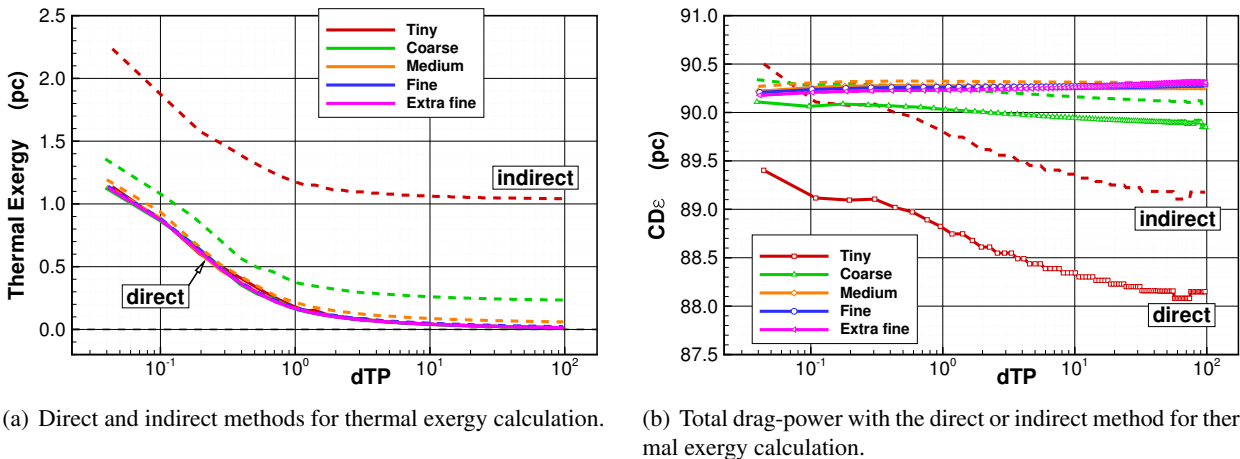 2.5
2.0
1.5
1.0
0.5
0.0
Thermal Exergy (pc)
Tiny
Coarse
Medium
Fine
Extra fine
indirect
direct
10-1
100
101
102
dTP
91.0
90.5
90.0
89.5
89.0
88.5
88.0
87.5
CDε (pc)
Tiny
Coarse
Medium
Fine
Extra fine
indirect
direct
10-1
100
101
102
dTP
(a) Direct and indirect methods for thermal exergy calculation.
(b) Total drag-power with the direct or indirect method for ther
mal exergy calculation.